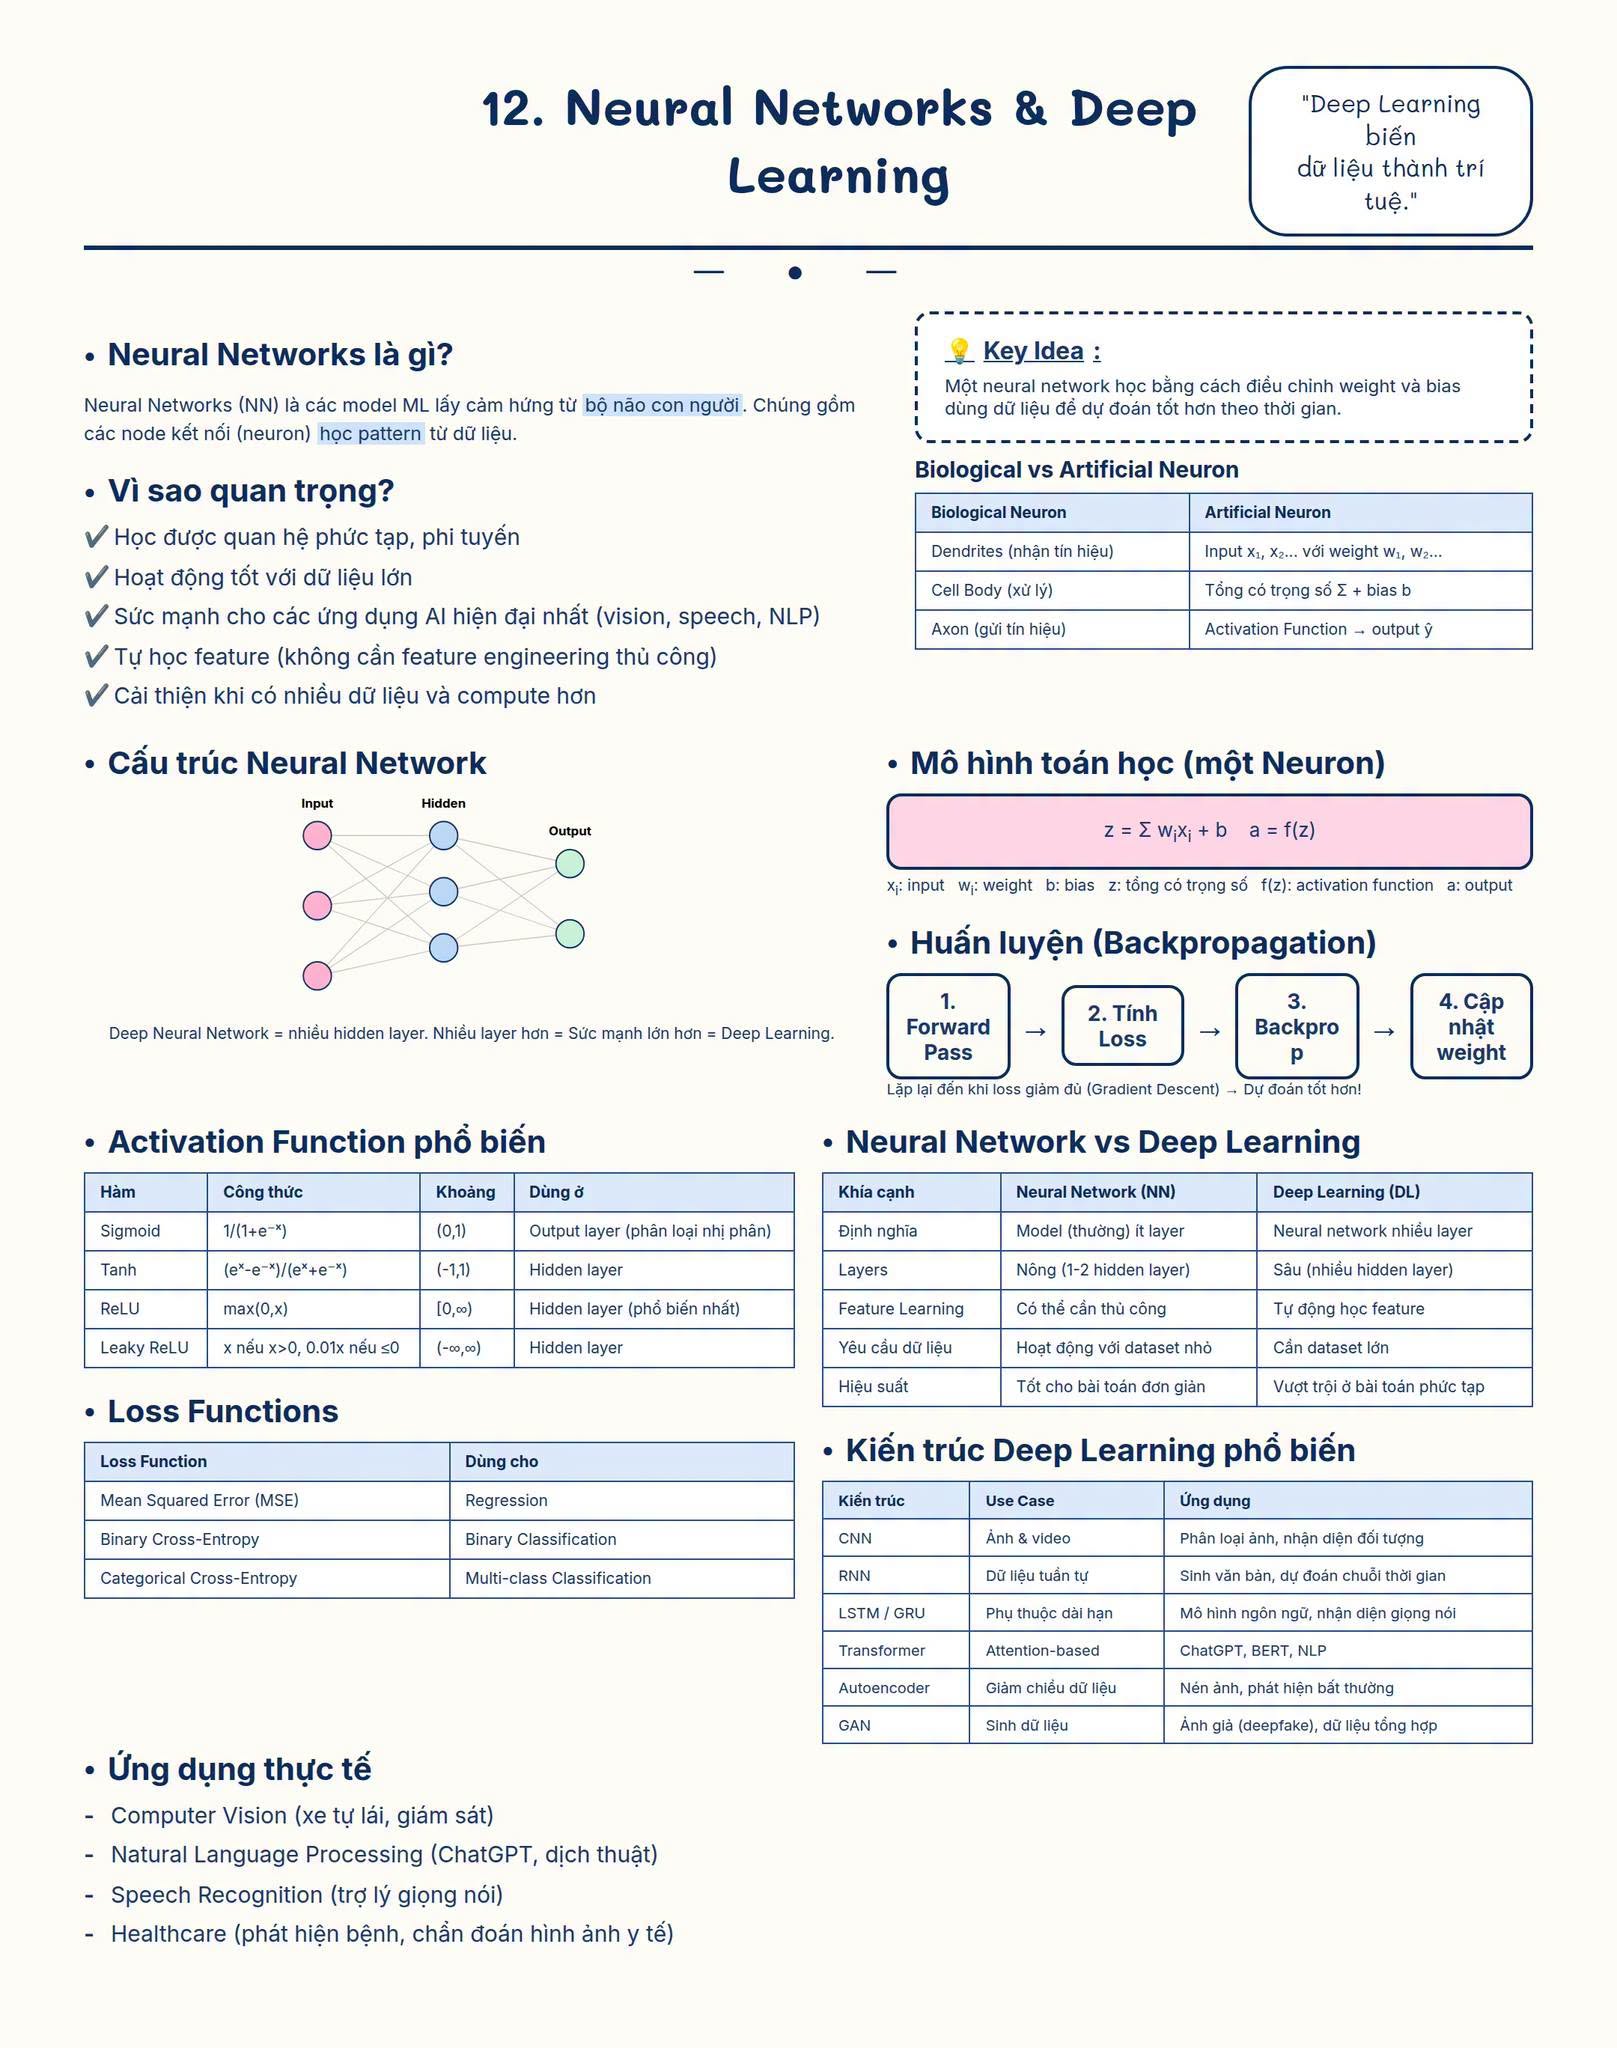 12. Neural Networks & Deep
Learning
"Deep Learning
biến
dữ liệu thành trí
tuệ."
• Neural Networks là gì?
Neural Networks (NN) là các model ML lấy cảm hứng từ bộ não con người. Chúng gồm
các node kết nối (neuron) học pattern từ dữ liệu.
• Vì sao quan trọng?
✔ Học được quan hệ phức tạp, phi tuyến
✔ Hoạt động tốt với dữ liệu lớn
✔ Sức mạnh cho các ứng dụng AI hiện đại nhất (vision, speech, NLP)
✔ Tự học feature (không cần feature engineering thủ công)
✔ Cải thiện khi có nhiều dữ liệu và compute hơn
💡 Key Idea :
Một neural network học bằng cách điều chỉnh weight và bias
dùng dữ liệu để dự đoán tốt hơn theo thời gian.
Biological vs Artificial Neuron
Biological Neuron Artificial Neuron
Dendrites (nhận tín hiệu) Input x₁, x₂... với weight w₁, w₂...
Cell Body (xử lý) Tổng có trọng số Σ + bias b
Axon (gửi tín hiệu) Activation Function → output ŷ
• Cấu trúc Neural Network
Input Hidden
Output
Deep Neural Network = nhiều hidden layer. Nhiều layer hơn = Sức mạnh lớn hơn = Deep Learning.
• Mô hình toán học (một Neuron)
z = Σ wᵢxᵢ + b a = f(z)
xᵢ: input wᵢ: weight b: bias z: tổng có trọng số f(z): activation function a: output
• Huấn luyện (Backpropagation)
1.
Forward
Pass
→
2. Tính
Loss
→
3.
Backpro
p
→
4. Cập
nhật
weight
Lặp lại đến khi loss giảm đủ (Gradient Descent) → Dự đoán tốt hơn!
• Activation Function phổ biến
Hàm Công thức Khoảng Dùng ở
Sigmoid 1/(1+e⁻ˣ) (0,1) Output layer (phân loại nhị phân)
Tanh (eˣ-e⁻ˣ)/(eˣ+e⁻ˣ) (-1,1) Hidden layer
ReLU max(0,x) [0,∞) Hidden layer (phổ biến nhất)
Leaky ReLU x nếu x>0, 0.01x nếu ≤0 (-∞,∞) Hidden layer
• Loss Functions
Loss Function Dùng cho
Mean Squared Error (MSE) Regression
Binary Cross-Entropy Binary Classification
Categorical Cross-Entropy Multi-class Classification
• Neural Network vs Deep Learning
Khía cạnh Neural Network (NN) Deep Learning (DL)
Định nghĩa Model (thường) ít layer Neural network nhiều layer
Layers Nông (1-2 hidden layer) Sâu (nhiều hidden layer)
Feature Learning Có thể cần thủ công Tự động học feature
Yêu cầu dữ liệu Hoạt động với dataset nhỏ Cần dataset lớn
Hiệu suất Tốt cho bài toán đơn giản Vượt trội ở bài toán phức tạp
• Kiến trúc Deep Learning phổ biến
Kiến trúc Use Case Ứng dụng
CNN Ảnh & video Phân loại ảnh, nhận diện đối tượng
RNN Dữ liệu tuần tự Sinh văn bản, dự đoán chuỗi thời gian
LSTM / GRU Phụ thuộc dài hạn Mô hình ngôn ngữ, nhận diện giọng nói
Transformer Attention-based ChatGPT, BERT, NLP
Autoencoder Giảm chiều dữ liệu Nén ảnh, phát hiện bất thường
GAN Sinh dữ liệu Ảnh giả (deepfake), dữ liệu tổng hợp
• Ứng dụng thực tế
- Computer Vision (xe tự lái, giám sát)
- Natural Language Processing (ChatGPT, dịch thuật)
- Speech Recognition (trợ lý giọng nói)
- Healthcare (phát hiện bệnh, chẩn đoán hình ảnh y tế)